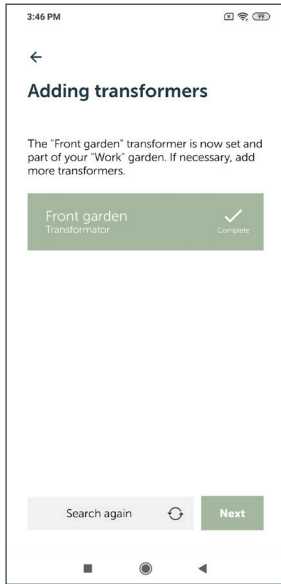 3:46 PM
99
Adding transformers
The "Front garden" transformer is now set and
part of your "Work" garden. If necessary, add
more transformers.
Front garden
Transformator
Complete
Search again
Next